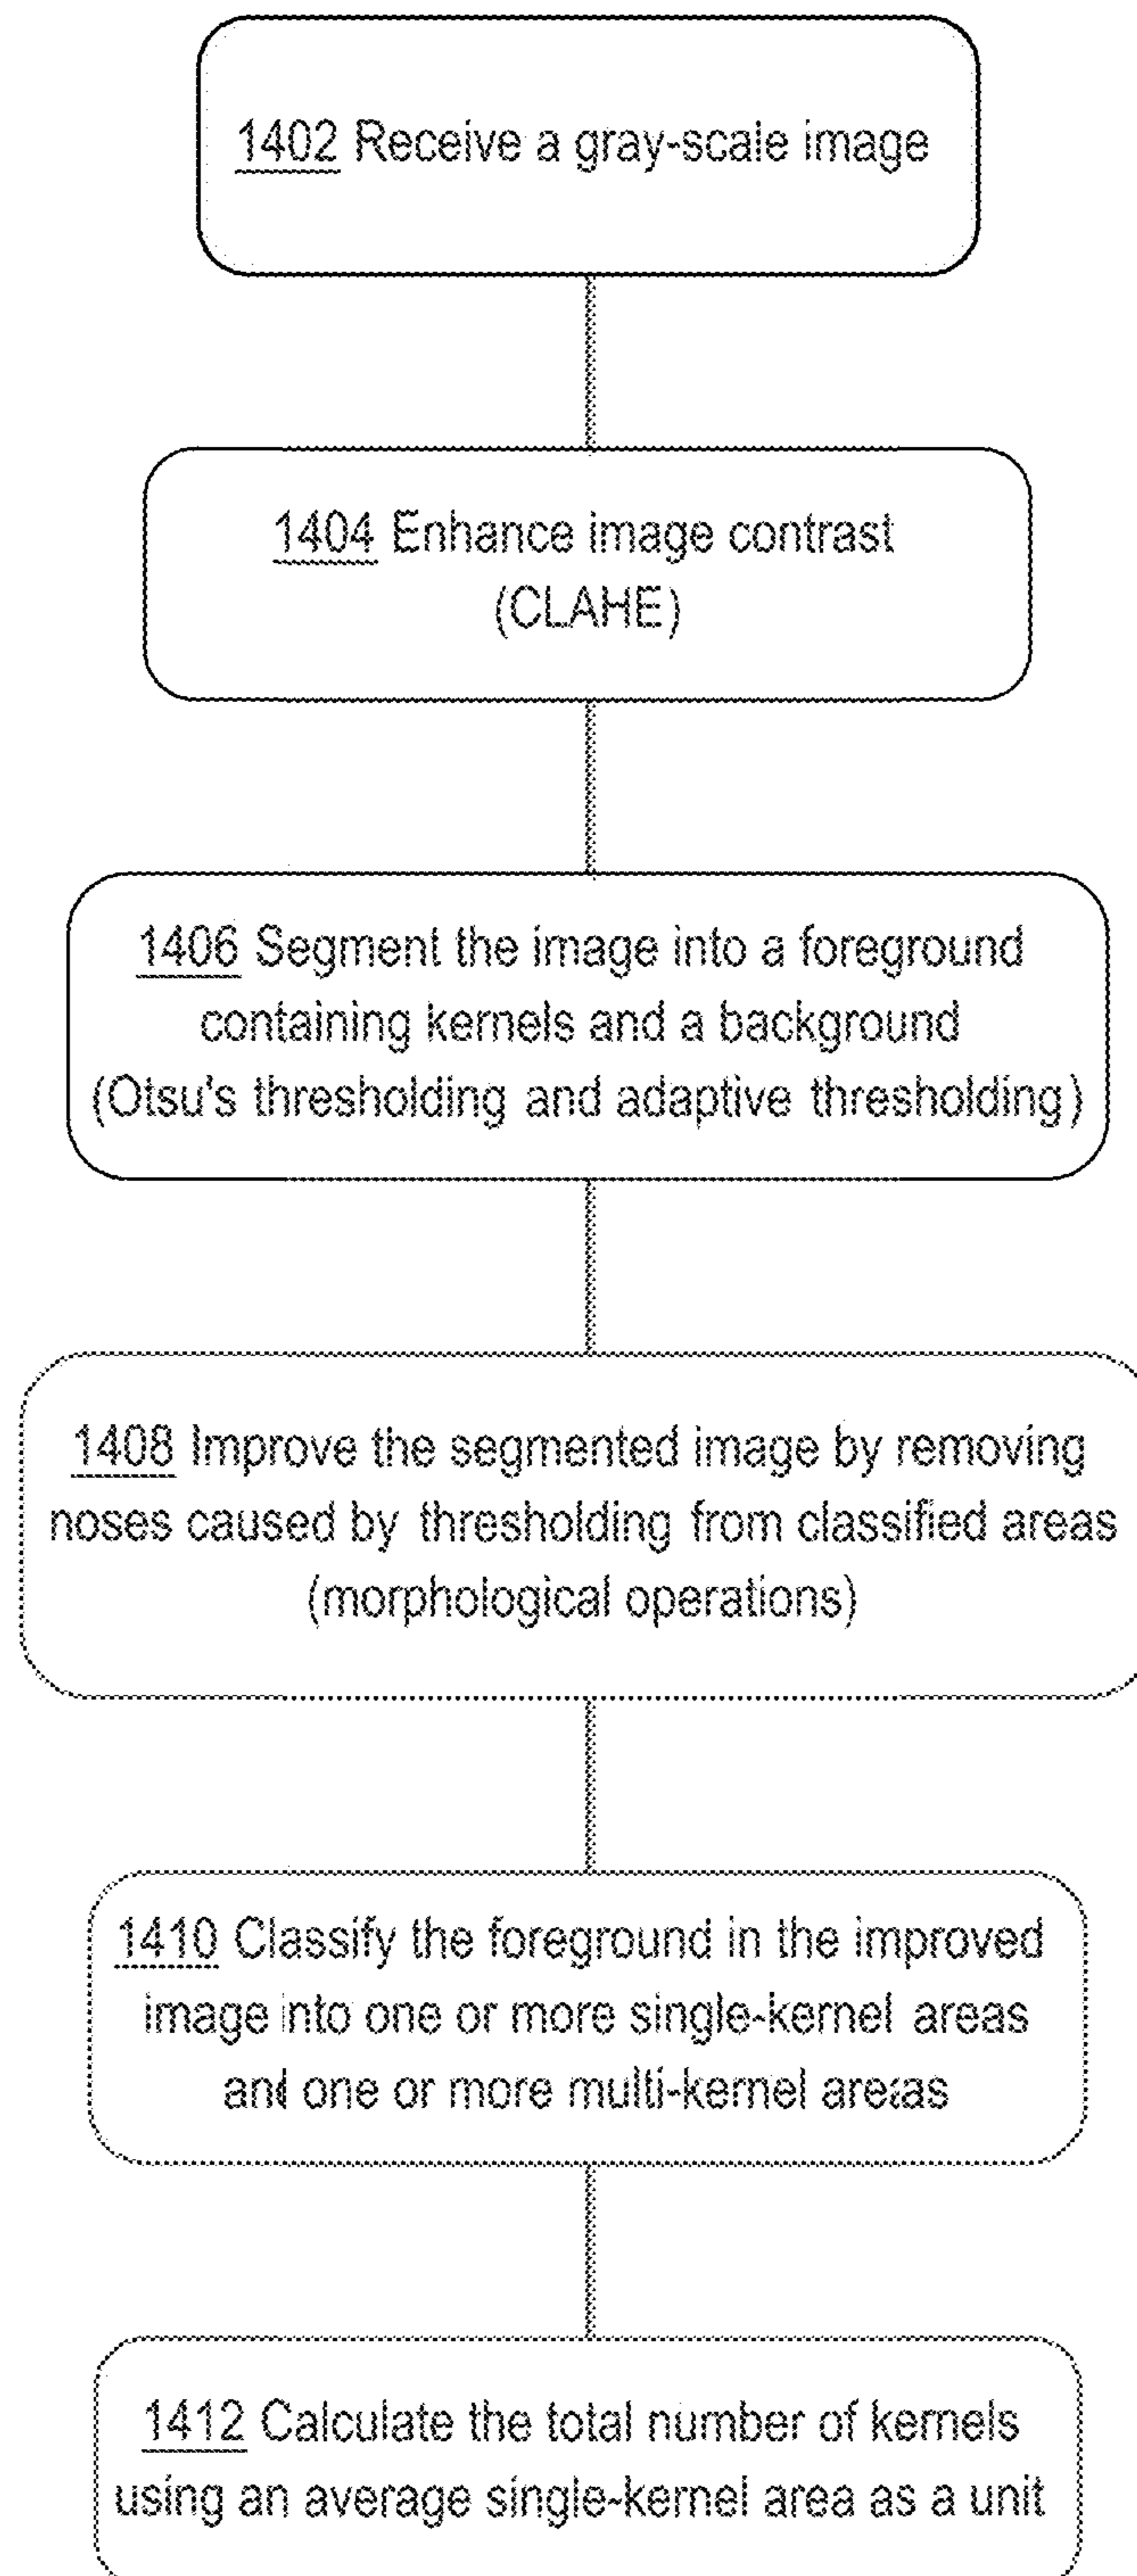 1402 Receive a gray-scale image
1404 Enhance image contrast
(CLAHE)
1406 Segment the image into a foreground
containing kernels and a background
(Otsu's thresholding and adaptive thresholding)
1408 Improve the segmented image by removing
noses caused by thresholding from classified areas
(morphological operations)
1410 Classify the foreground in the improved
image into one or more single-kernel areas
and one or more multi-kernel areas
1412 Calculate the total number of kernels
using an average single-kernel area as a unit